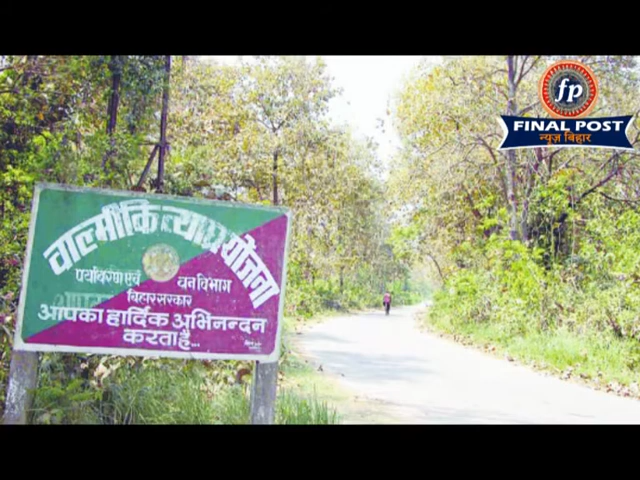 fp
FINAL POST
न्यूज़ बिहार
वाल्मीकि व्याघ्र योजना
पर्यावरण एवं वन विभाग
बिहार सरकार
आपका हार्दिक अभिनन्दन
करता है...